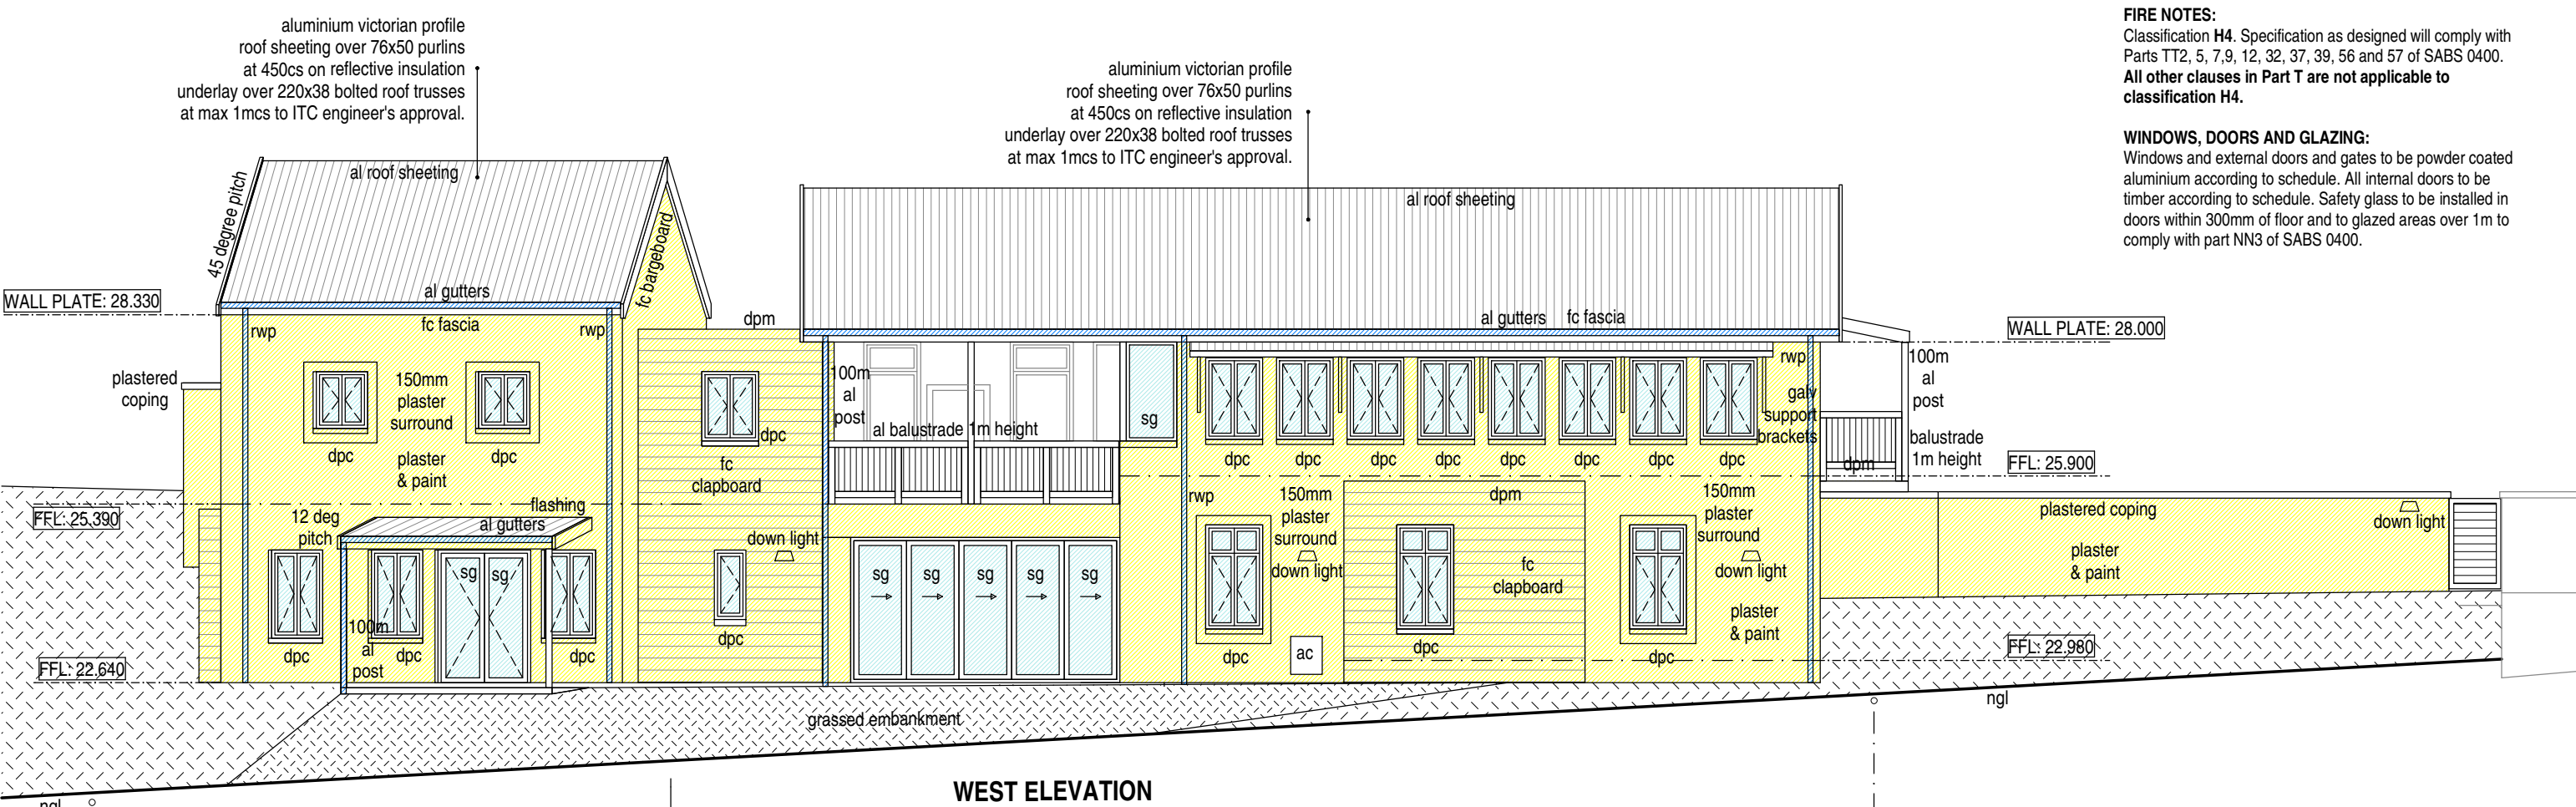 aluminium victorian profile
roof sheeting over 76x50 purlins
at 450cs on reflective insulation
underlay over 220x38 bolted roof trusses
at max 1mcs to ITC engineer's approval.
aluminium victorian profile
roof sheeting over 76x50 purlins
at 450cs on reflective insulation
underlay over 220x38 bolted roof trusses
at max 1mcs to ITC engineer's approval.
FIRE NOTES:
Classification H4. Specification as designed will comply with
Parts TT2, 5, 7,9, 12, 32, 37, 39, 56 and 57 of SABS 0400.
All other clauses in Part T are not applicable to
classification H4.
WINDOWS, DOORS AND GLAZING:
Windows and external doors and gates to be powder coated
aluminium according to schedule. All internal doors to be
timber according to schedule. Safety glass to be installed in
doors within 300mm of floor and to glazed areas over 1m to
comply with part NN3 of SABS 0400.
al roof sheeting
45 degree pitch
fc bargeboard
al roof sheeting
al gutters
WALL PLATE: 28.330
fc fascia
rwp
rwp
dpm
al gutters
fc fascia
WALL PLATE: 28.000
plastered
coping
150mm
plaster
surround
dpc
dpc
plaster
& paint
100m
al
post
al balustrade 1m height
dpc
fc
clapboard
sg
rwp
galv
support
brackets
dpc
dpc
dpc
dpc
dpc
dpc
dpc
dpc
100m
al
post
balustrade
1m height
dpm
FFL: 25.900
FFL: 25.390
12 deg
pitch
flashing
al gutters
down light
sg
sg
100m
al
post
dpc
dpc
dpc
dpc
sg
sg
sg
sg
sg
rwp
150mm
plaster
surround
down light
dpm
fc
clapboard
150mm
plaster
surround
down light
plaster
& paint
plastered coping
plaster
& paint
down light
FFL: 22.640
dpc
ac
dpc
dpc
FFL: 22.980
grassed embankment
ngl
WEST ELEVATION
ngl